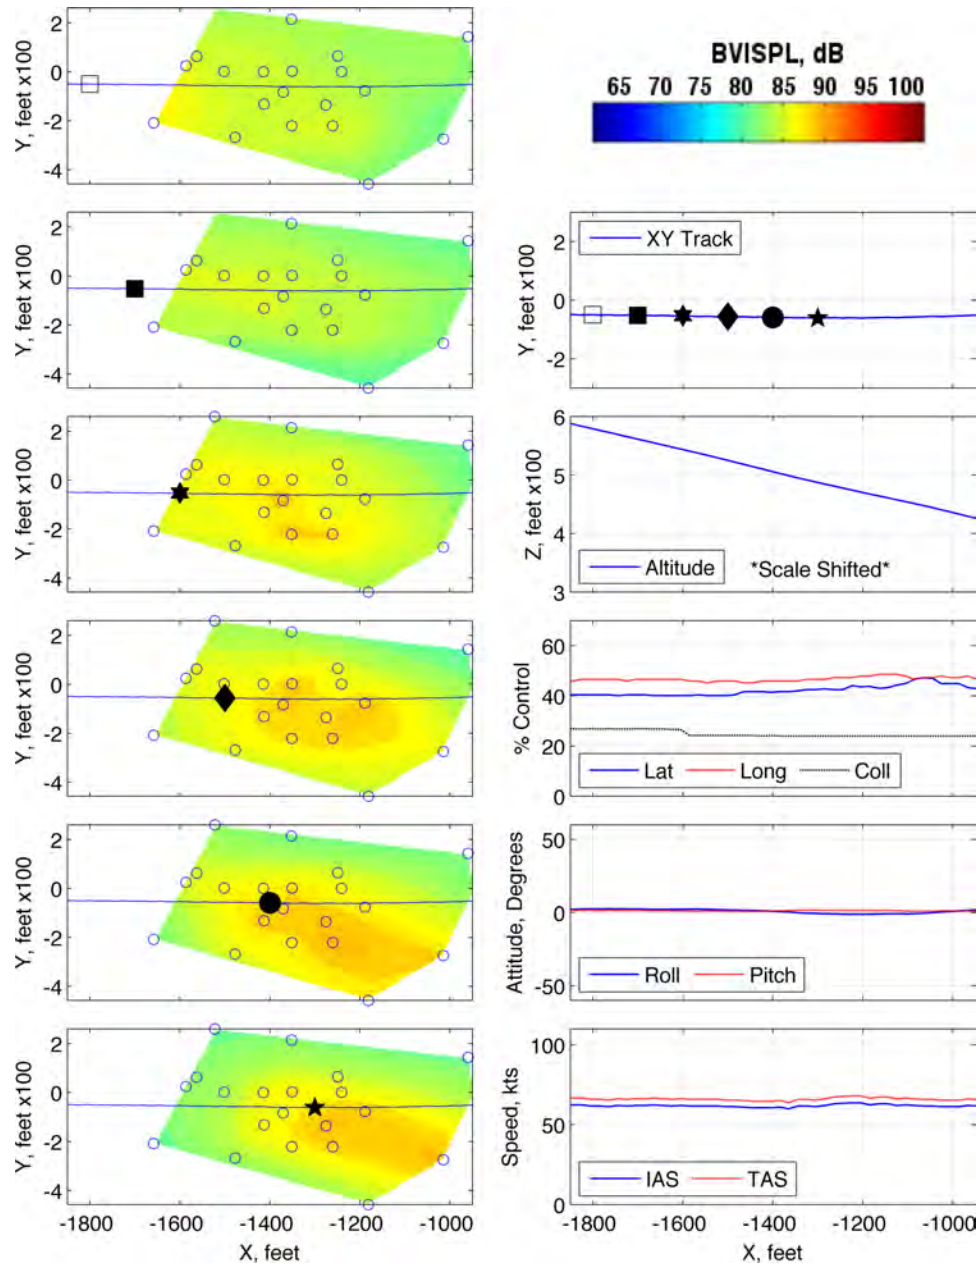 BVISPL, dB
65 70 75 80 85 90 95 100
Y, feet x100
2
0
-2
-4
Y, feet x100
2
0
-2
-4
XY Track
Y, feet x100
2
0
-2
Y, feet x100
2
0
-2
-4
Z, feet x100
6
5
4
3
Altitude *Scale Shifted*
Y, feet x100
2
0
-2
-4
% Control
60
40
20
0
Lat Long Coll
Y, feet x100
2
0
-2
-4
Attitude, Degrees
50
0
-50
Roll Pitch
Y, feet x100
2
0
-2
-4
-1800 -1600 -1400 -1200 -1000
X, feet
Speed, kts
100
50
0
IAS TAS
-1800 -1600 -1400 -1200 -1000
X, feet